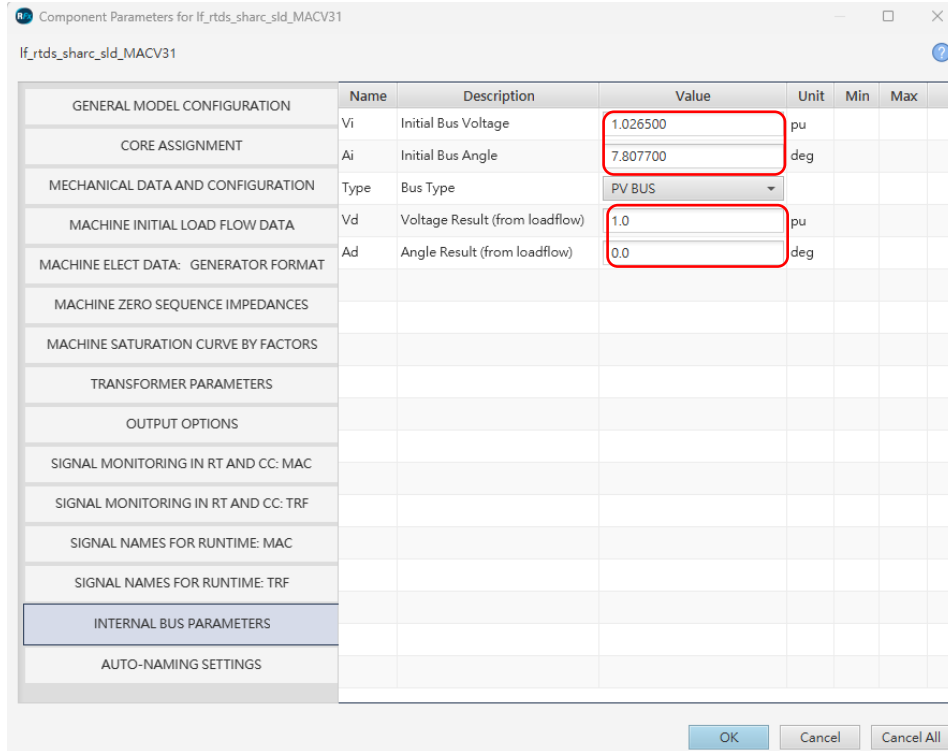 RFx Component Parameters for lf_rtds_sharc_sld_MACV31
lf_rtds_sharc_sld_MACV31
?
Name Description Value Unit Min Max
GENERAL MODEL CONFIGURATION
CORE ASSIGNMENT
MECHANICAL DATA AND CONFIGURATION
MACHINE INITIAL LOAD FLOW DATA
MACHINE ELECT DATA: GENERATOR FORMAT
MACHINE ZERO SEQUENCE IMPEDANCES
MACHINE SATURATION CURVE BY FACTORS
TRANSFORMER PARAMETERS
OUTPUT OPTIONS
SIGNAL MONITORING IN RT AND CC: MAC
SIGNAL MONITORING IN RT AND CC: TRF
SIGNAL NAMES FOR RUNTIME: MAC
SIGNAL NAMES FOR RUNTIME: TRF
INTERNAL BUS PARAMETERS
AUTO-NAMING SETTINGS
Vi Initial Bus Voltage 1.026500 pu
Ai Initial Bus Angle 7.807700 deg
Type Bus Type PV BUS
Vd Voltage Result (from loadflow) 1.0 pu
Ad Angle Result (from loadflow) 0.0 deg
OK Cancel Cancel All